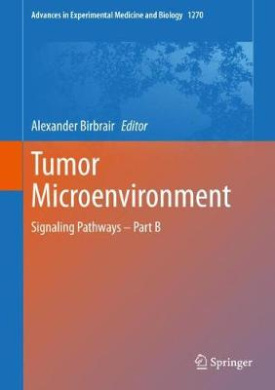 Advances in Experimental Medicine and Biology 1270
Alexander Birbrair Editor
Tumor
Microenvironment
Signaling Pathways – Part B
Springer